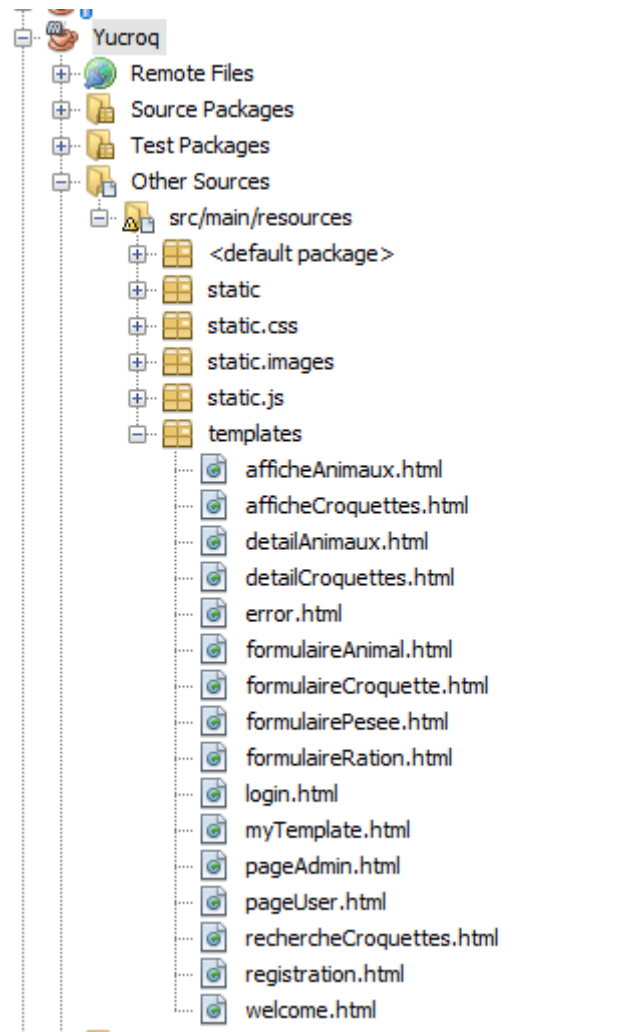 Yucroq
Remote Files
Source Packages
Test Packages
Other Sources
src/main/resources
<default package>
static
static.css
static.images
static.js
templates
afficheAnimaux.html
afficheCroquettes.html
detailAnimaux.html
detailCroquettes.html
error.html
formulaireAnimal.html
formulaireCroquette.html
formulairePesee.html
formulaireRation.html
login.html
myTemplate.html
pageAdmin.html
pageUser.html
rechercheCroquettes.html
registration.html
welcome.html